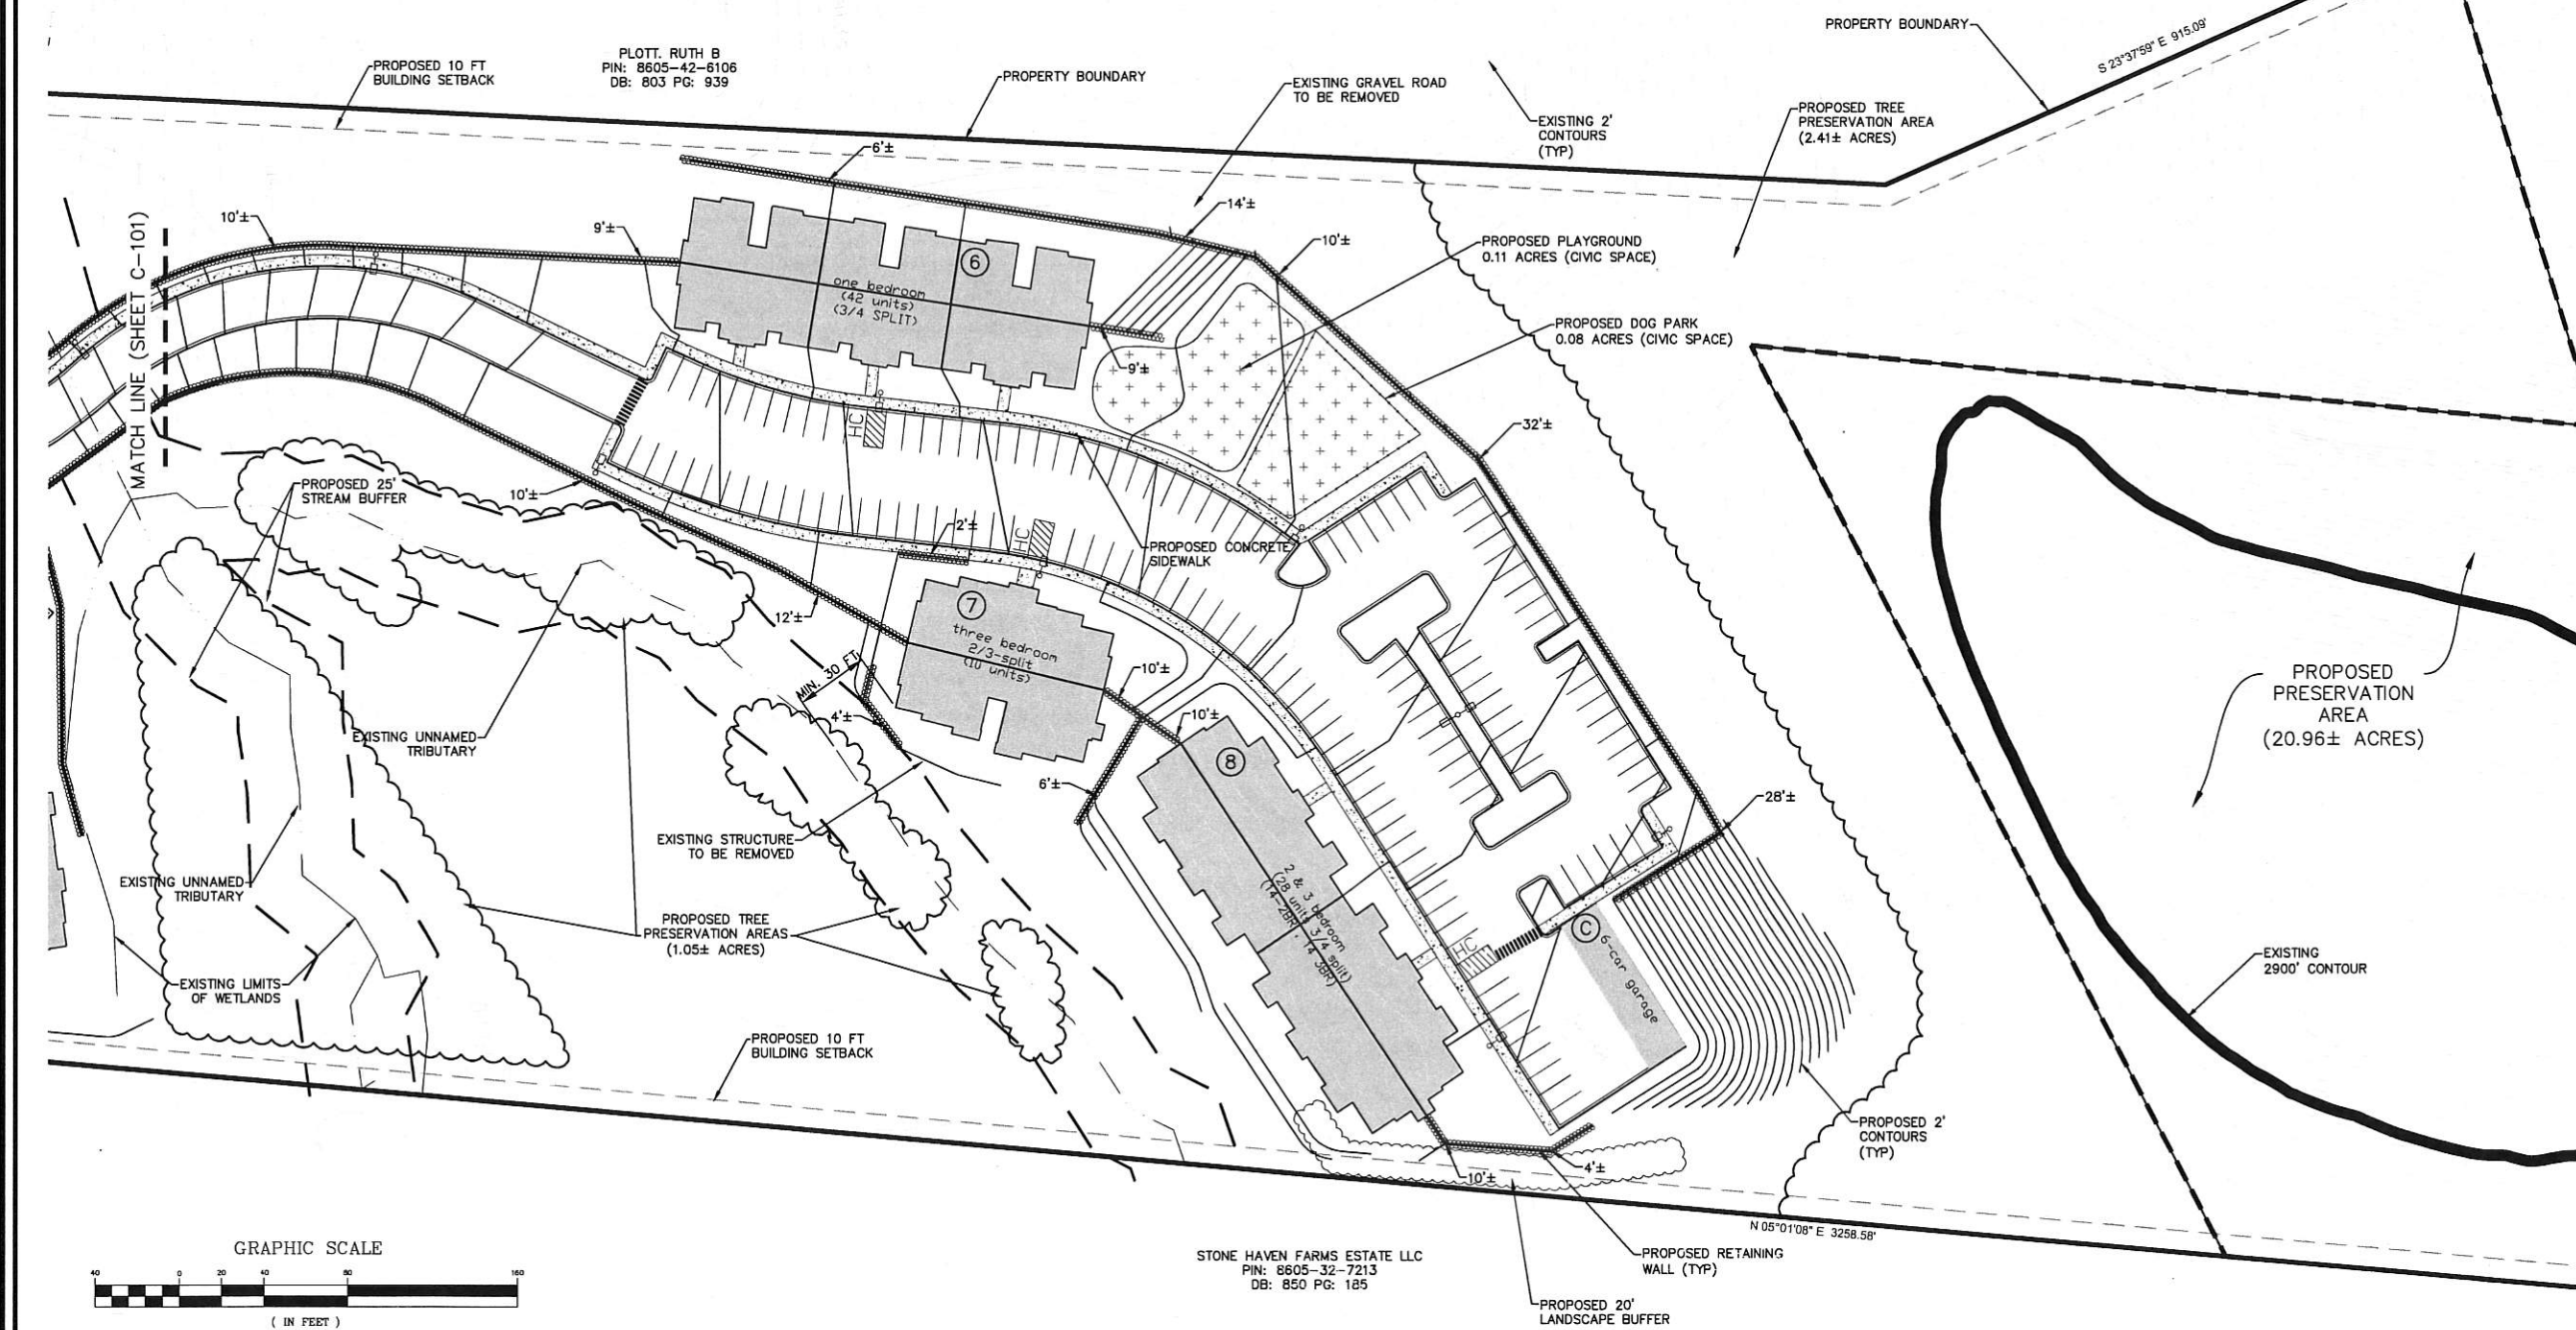 PROPOSED 10 FT
BUILDING SETBACK
PLOTT. RUTH B
PIN: 8605-42-6106
DB: 803 PG: 939
PROPERTY BOUNDARY
EXISTING GRAVEL ROAD
TO BE REMOVED
EXISTING 2'
CONTOURS
(TYP)
PROPERTY BOUNDARY
S 23°37'59" E 915.09'
PROPOSED TREE
PRESERVATION AREA
(2.41± ACRES)
MATCH LINE (SHEET C-101)
10'±
9'±
6'±
14'±
10'±
PROPOSED PLAYGROUND
0.11 ACRES (CIVIC SPACE)
PROPOSED DOG PARK
0.08 ACRES (CIVIC SPACE)
6
one bedroom
(42 units)
(3/4 SPLIT)
9'±
HC
32'±
PROPOSED 25'
STREAM BUFFER
10'±
2'±
HC
PROPOSED CONCRETE
SIDEWALK
12'±
7
three bedroom
2/3-split
(10 units)
MIN. 30 FT.
4'±
10'±
10'±
6'±
EXISTING UNNAMED
TRIBUTARY
EXISTING STRUCTURE
TO BE REMOVED
8
2 & 3 bedroom
(28 units 3/4 split)
(14-2BR, 14 3BR)
28'±
PROPOSED
PRESERVATION
AREA
(20.96± ACRES)
EXISTING UNNAMED
TRIBUTARY
PROPOSED TREE
PRESERVATION AREAS
(1.05± ACRES)
HC
C
6-car garage
EXISTING
2900' CONTOUR
EXISTING LIMITS
OF WETLANDS
PROPOSED 10 FT
BUILDING SETBACK
PROPOSED 2'
CONTOURS
(TYP)
4'±
10'±
N 05°01'08" E 3258.58'
GRAPHIC SCALE
40 0 20 40 80 160
( IN FEET )
STONE HAVEN FARMS ESTATE LLC
PIN: 8605-32-7213
DB: 850 PG: 185
PROPOSED RETAINING
WALL (TYP)
PROPOSED 20'
LANDSCAPE BUFFER